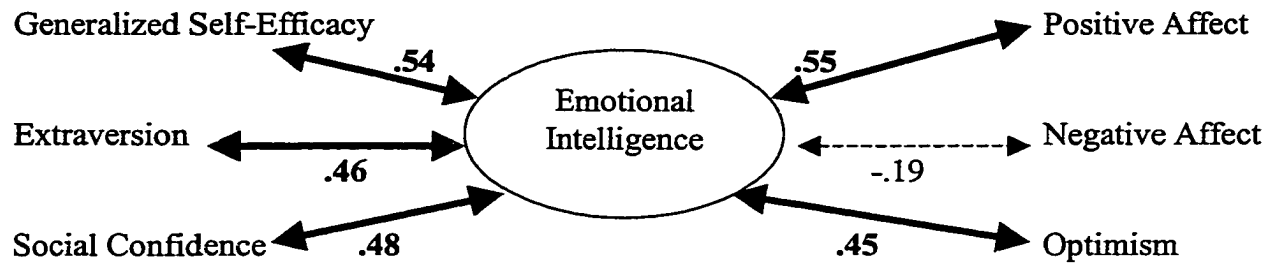 Generalized Self-Efficacy
.54
Extraversion
.46
Social Confidence
.48
Emotional
Intelligence
Positive Affect
.55
Negative Affect
-.19
Optimism
.45